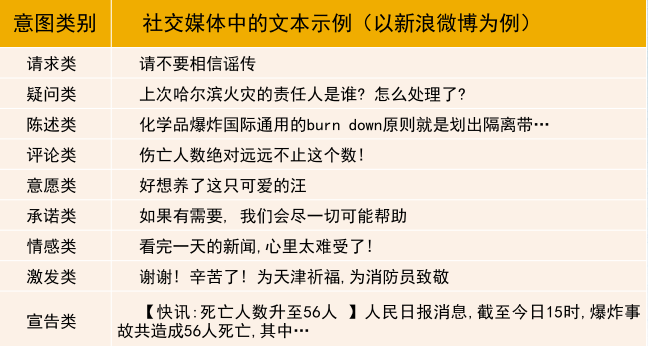 意图类别 社交媒体中的文本示例（以新浪微博为例）
请求类 请不要相信谣传
疑问类 上次哈尔滨火灾的责任人是谁？怎么处理了？
陈述类 化学品爆炸国际通用的burn down原则就是划出隔离带…
评论类 伤亡人数绝对远远不止这个数！
意愿类 好想养了这只可爱的汪
承诺类 如果有需要，我们会尽一切可能帮助
情感类 看完一天的新闻，心里太难受了！
激发类 谢谢！辛苦了！为天津祈福，为消防员致敬
宣告类 【快讯：死亡人数升至56人 】人民日报消息，截至今日15时，爆炸事
故共造成56人死亡，其中…